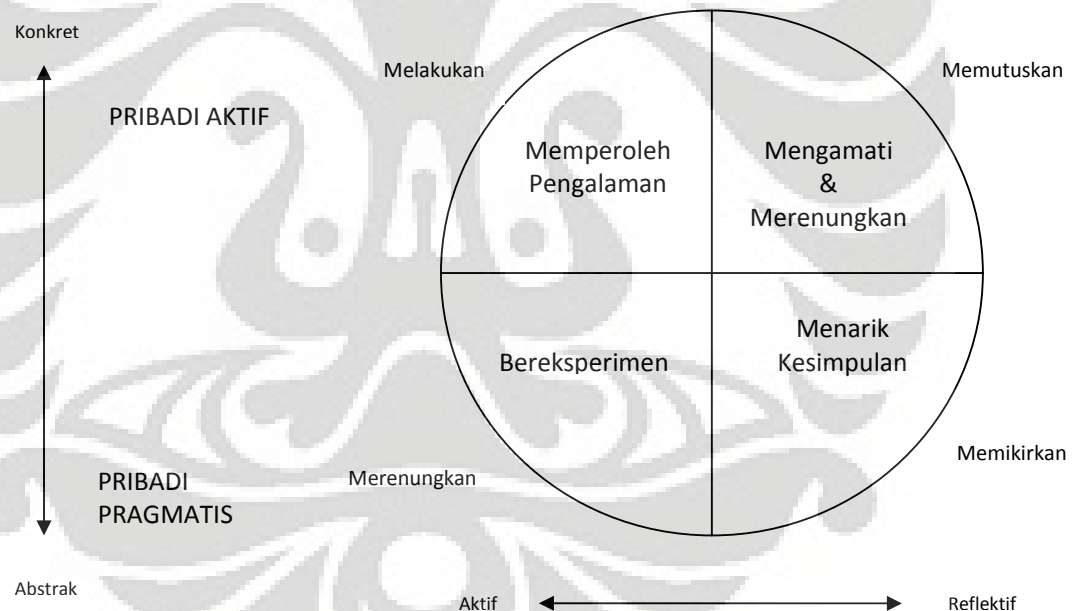 Konkret
Melakukan
Memutuskan
PRIBADI AKTIF
Memperoleh
Pengalaman
Mengamati
&
Merenungkan
Bereksperimen
Menarik
Kesimpulan
Memikirkan
PRIBADI
PRAGMATIS
Merenungkan
Abstrak
Aktif
Reflektif